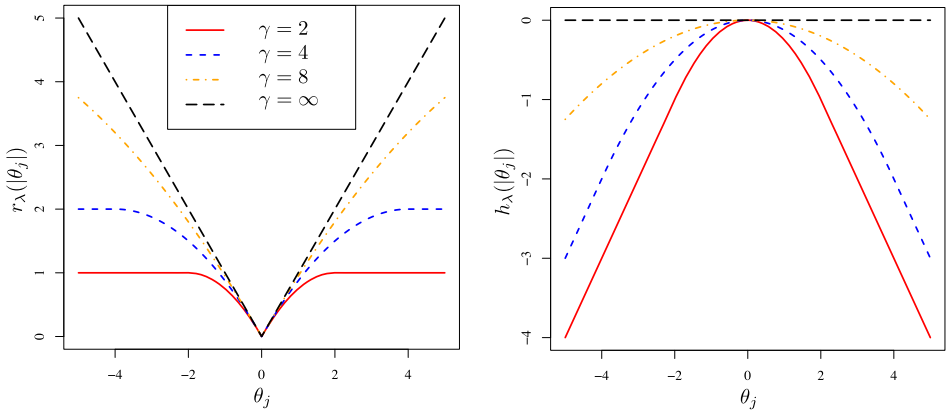 γ = 2
γ = 4
γ = 8
γ = ∞
5
4
3
2
1
0
r_λ(|θ_j|)
−4 −2 0 2 4
θ_j
0
−1
−2
−3
−4
h_λ(|θ_j|)
−4 −2 0 2 4
θ_j